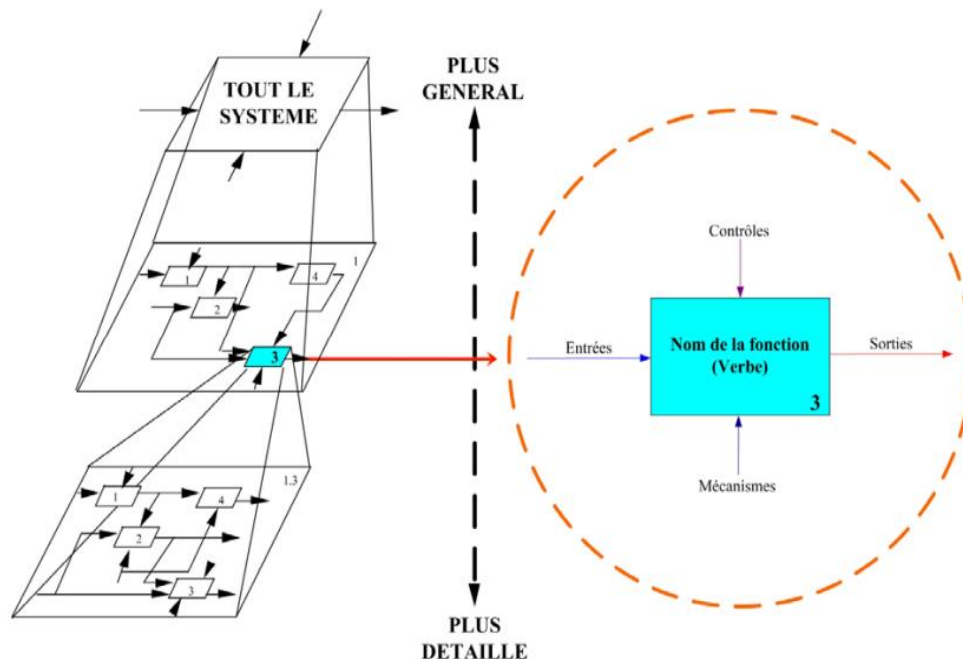 TOUT LE
SYSTEME
1
1
2
4
3
1.3
1
2
4
3
PLUS
GENERAL
PLUS
DETAILLE
Contrôles
Entrées
Nom de la fonction
(Verbe)
3
Sorties
Mécanismes